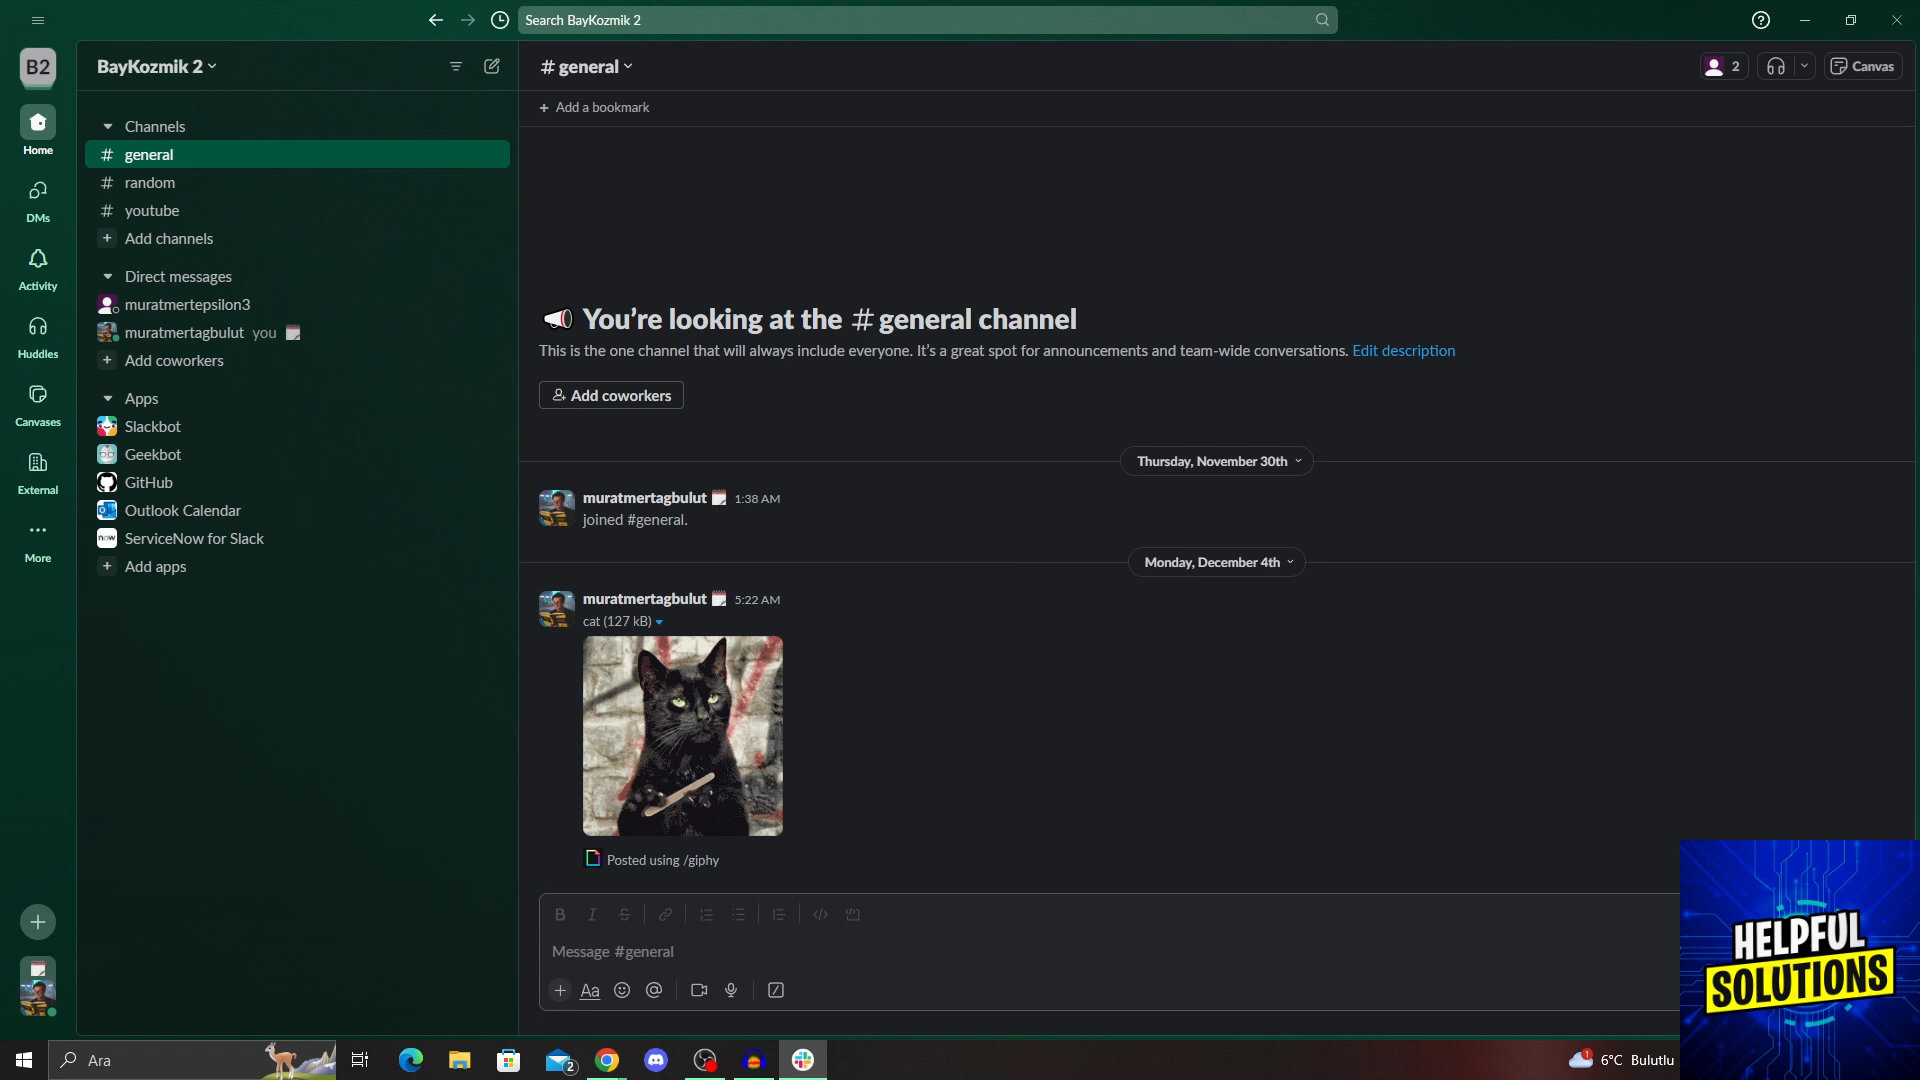 Search BayKozmik 2
B2
BayKozmik 2
# general
2
Canvas
+ Add a bookmark
Home
DMs
Activity
Huddles
Canvases
External
More
Channels
# general
# random
# youtube
+ Add channels
Direct messages
muratmertepsilon3
muratmertagbulut you
+ Add coworkers
Apps
Slackbot
Geekbot
GitHub
Outlook Calendar
now ServiceNow for Slack
+ Add apps
You're looking at the # general channel
This is the one channel that will always include everyone. It's a great spot for announcements and team-wide conversations. Edit description
Add coworkers
Thursday, November 30th
muratmertagbulut 1:38 AM
joined #general.
Monday, December 4th
muratmertagbulut 5:22 AM
cat (127 kB)
Posted using /giphy
B I S
Message #general
+ Aa @
HELPFUL
SOLUTIONS
Ara
2
1
6°C Bulutlu